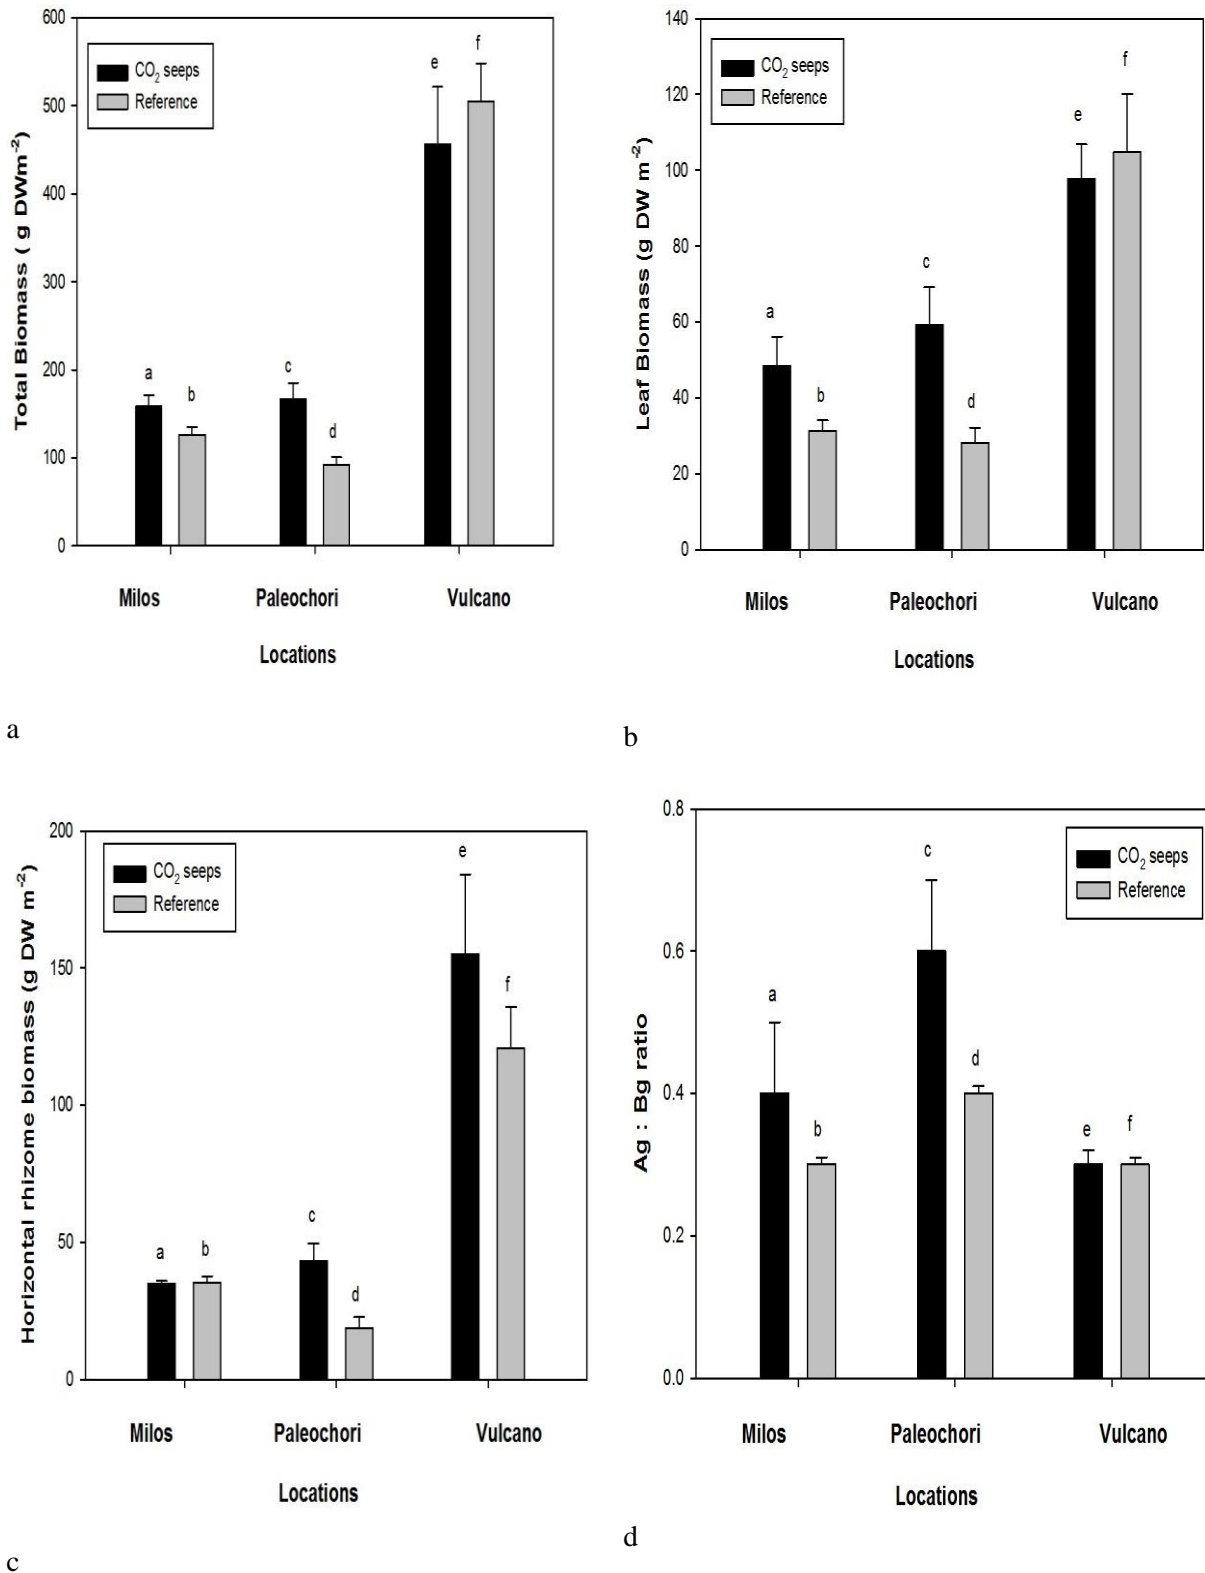 600
500
400
300
200
100
0
Total Biomass ( g DWm-2)
CO2 seeps
Reference
a
b
c
d
e
f
Milos Paleochori Vulcano
Locations
a
140
120
100
80
60
40
20
0
Leaf Biomass (g DW m-2)
CO2 seeps
Reference
a
b
c
d
e
f
Milos Paleochori Vulcano
Locations
b
200
150
100
50
0
Horizontal rhizome biomass (g DW m-2)
CO2 seeps
Reference
a
b
c
d
e
f
Milos Paleochori Vulcano
Locations
c
0.8
0.6
0.4
0.2
0.0
Ag : Bg ratio
CO2 seeps
Reference
a
b
c
d
e
f
Milos Paleochori Vulcano
Locations
d